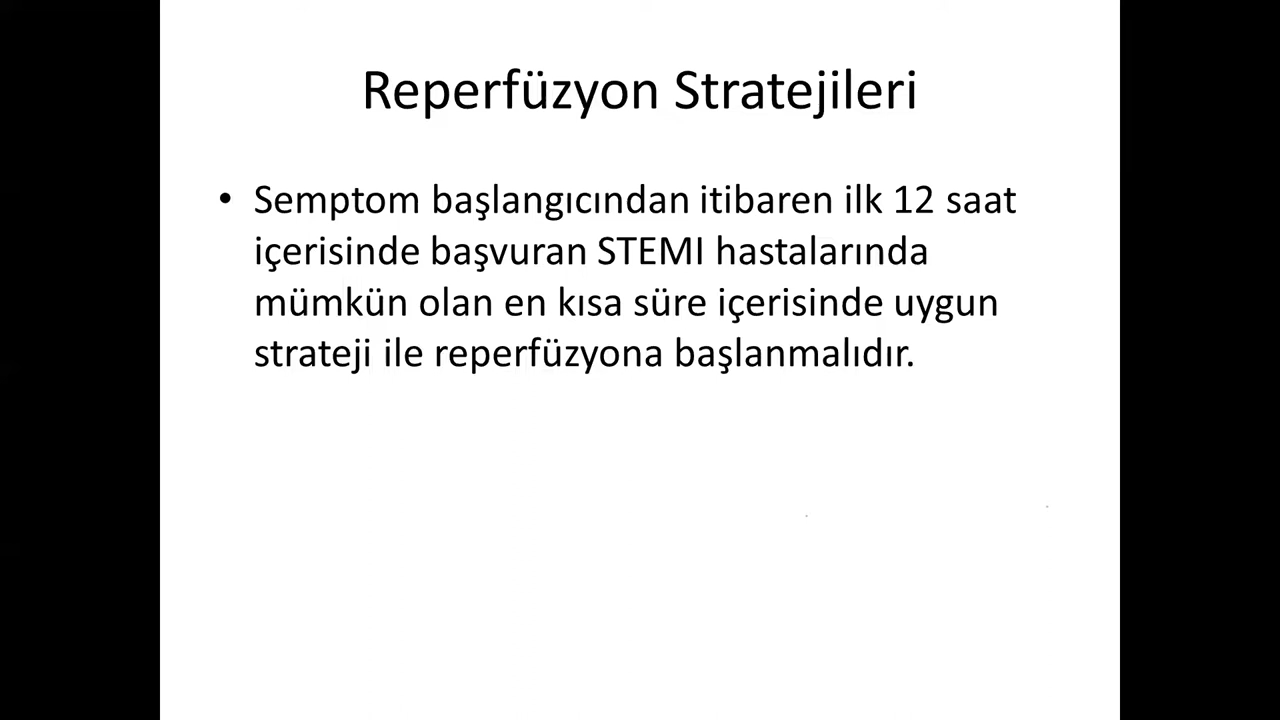 Reperfüzyon Stratejileri
• Semptom başlangıcından itibaren ilk 12 saat
içerisinde başvuran STEMI hastalarında
mümkün olan en kısa süre içerisinde uygun
strateji ile reperfüzyona başlanmalıdır.